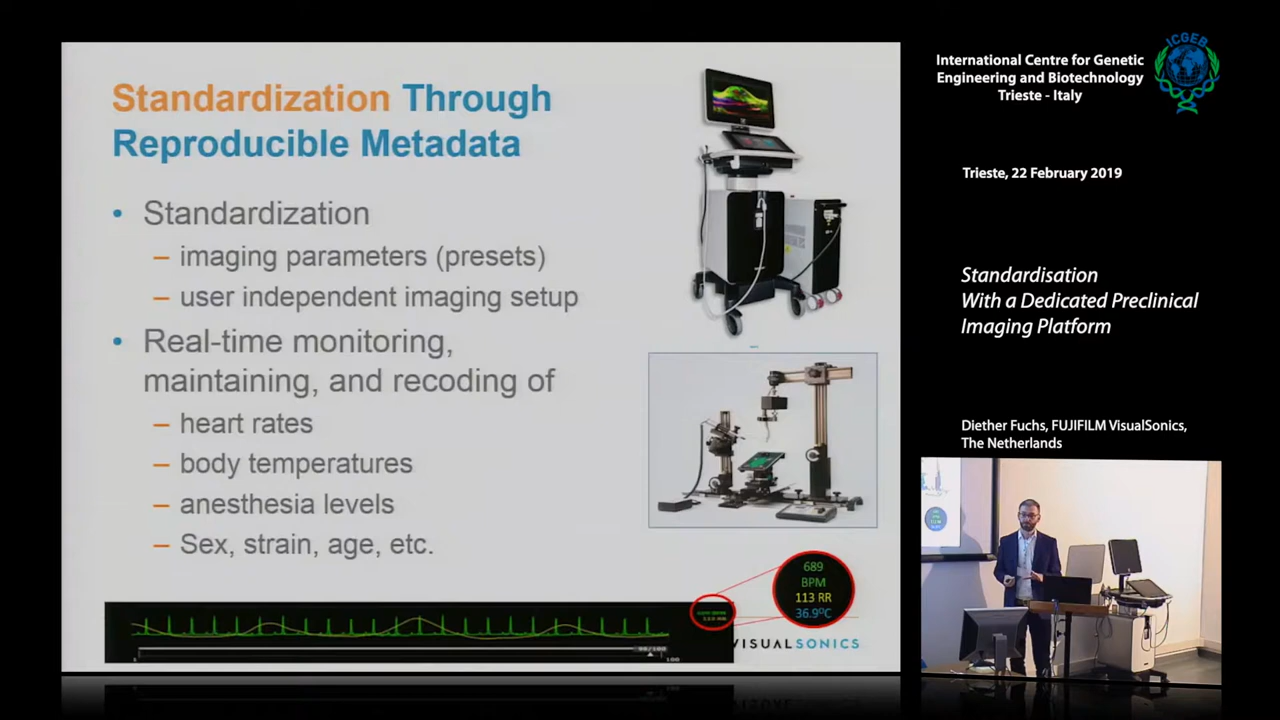 Standardization Through
Reproducible Metadata
• Standardization
– imaging parameters (presets)
– user independent imaging setup
• Real-time monitoring,
maintaining, and recoding of
– heart rates
– body temperatures
– anesthesia levels
– Sex, strain, age, etc.
689
BPM
113 RR
36.9°C
100
VISUALSONICS
International Centre for Genetic
Engineering and Biotechnology
Trieste - Italy
ICGEB
Trieste, 22 February 2019
Standardisation
With a Dedicated Preclinical
Imaging Platform
Diether Fuchs, FUJIFILM VisualSonics,
The Netherlands